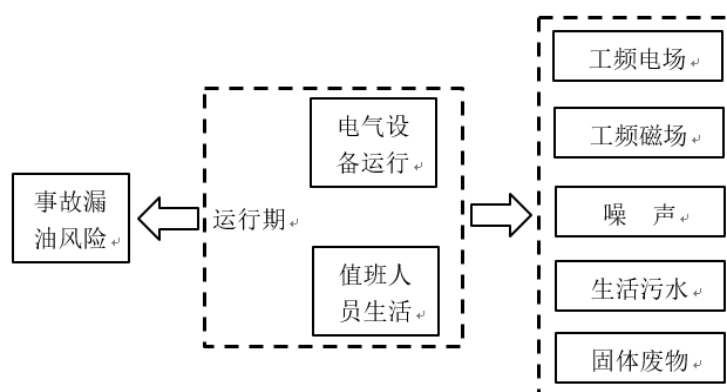 事故漏
油风险
运行期
电气设
备运行
值班人
员生活
工频电场
工频磁场
噪 声
生活污水
固体废物